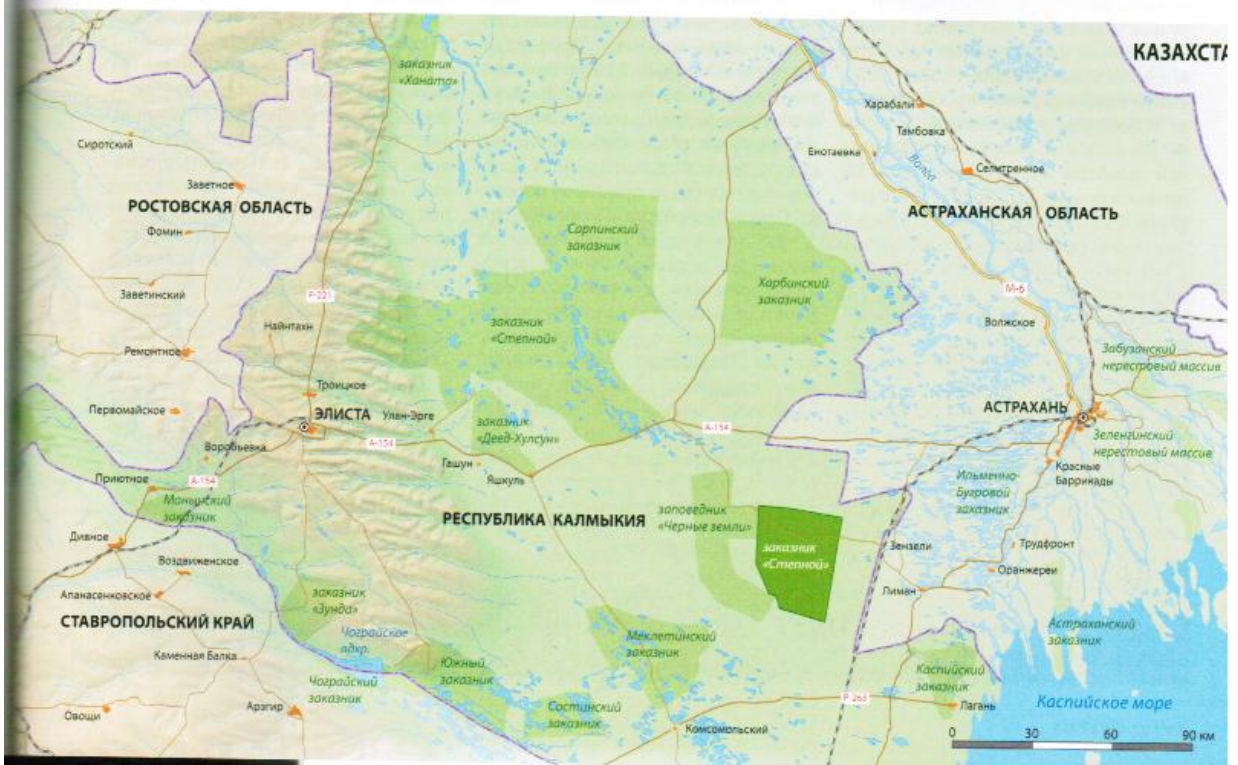 КАЗАХСТА
заказник
«Ханата»
Харабали
Тамбовка
Енотаевка
Волга
Селитренное
Сиротский
Заветное
РОСТОВСКАЯ ОБЛАСТЬ
АСТРАХАНСКАЯ ОБЛАСТЬ
Фомин
Сарпинский
заказник
Харбинский
заказник
Заветинский
Р-221
М-6
Найнтахн
заказник
«Степной»
Волжское
Ремонтное
Забузанский
нерестовый массив
Троицкое
Первомайское
ЭЛИСТА
Улан-Эрге
АСТРАХАНЬ
заказник
«Деед-Хулсун»
А-154
А-154
Воробьевка
Зеленгинский
нерестовый массив
Гашун
Яшкуль
Красные
Баррикады
Приютное
А-154
Манычский
заказник
Ильменно-
Бугровой
заказник
РЕСПУБЛИКА КАЛМЫКИЯ
заповедник
«Черные земли»
заказник
«Степной»
Дивное
Зензели
Трудфронт
Воздвиженское
Оранжереи
Апанасенковское
Лиман
заказник
«Зунда»
СТАВРОПОЛЬСКИЙ КРАЙ
Чограйское
вдхр.
Меклетинский
заказник
Астраханский
заказник
Каменная Балка
Южный
заказник
Каспийский
заказник
Чограйский
заказник
Состинский
заказник
Р-263
Лагань
Каспийское море
Овощи
Арзгир
Комсомольский
0 30 60 90 км